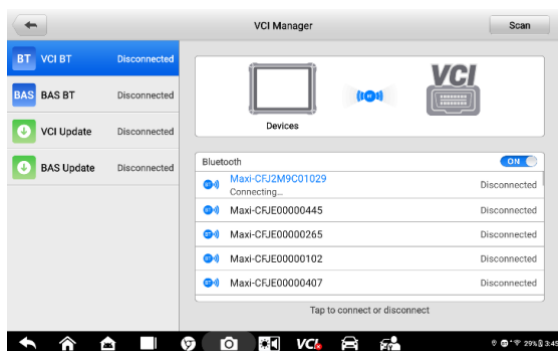 VCI Manager
Scan
BT VCI BT Disconnected
BAS BAS BT Disconnected
VCI Update Disconnected
BAS Update Disconnected
VCI
Devices
Bluetooth ON
Maxi-CFJ2M9C01029
Connecting... Disconnected
Maxi-CFJE00000445 Disconnected
Maxi-CFJE00000265 Disconnected
Maxi-CFJE00000102 Disconnected
Maxi-CFJE00000407 Disconnected
Tap to connect or disconnect
VCI 29% 3:45